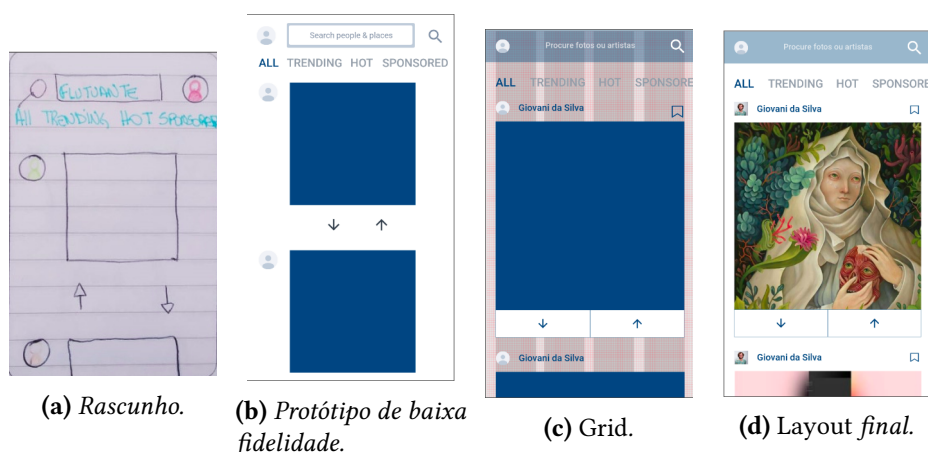 FLUTUANTE
All TRENDING HOT SPONSORED
(a) Rascunho.
Search people & places
ALL TRENDING HOT SPONSORED
(b) Protótipo de baixa
fidelidade.
Procure fotos ou artistas
ALL TRENDING HOT SPONSORE
Giovani da Silva
Giovani da Silva
(c) Grid.
Procure fotos ou artistas
ALL TRENDING HOT SPONSORE
Giovani da Silva
Giovani da Silva
(d) Layout final.